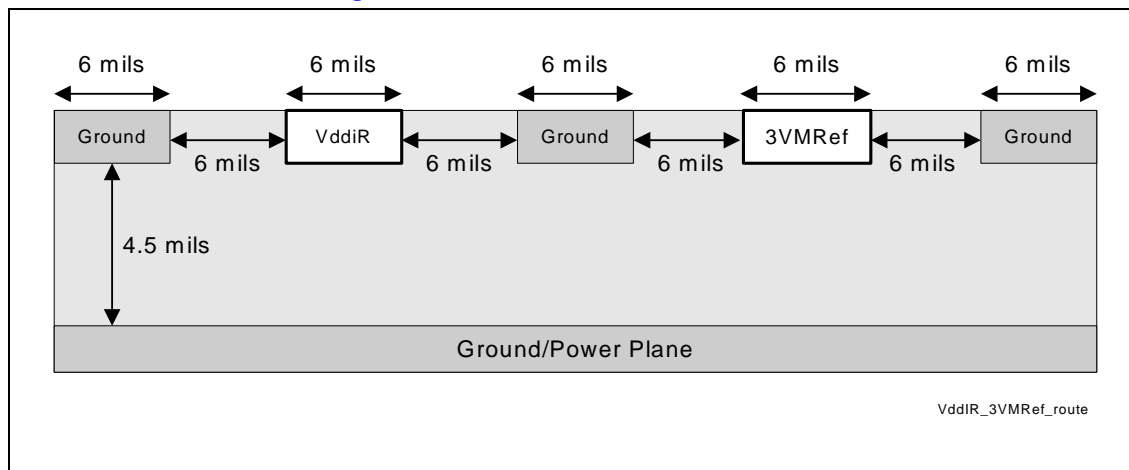 6 mils 6 mils 6 mils 6 mils 6 mils
Ground VddiR Ground 3VMRef Ground
6 mils 6 mils 6 mils 6 mils
4.5 mils
Ground/Power Plane
VddIR_3VMRef_route